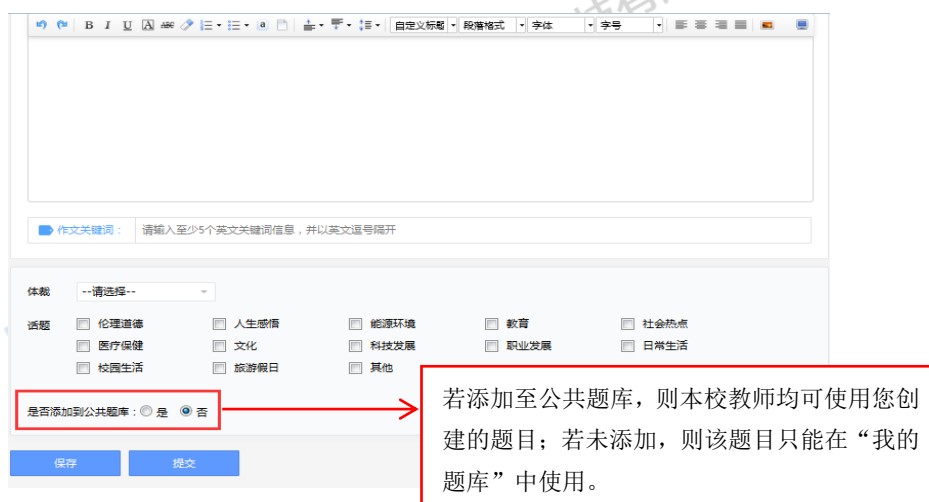 B I U A ABC a 自定义标题 段落格式 字体 字号
作文关键词： 请输入至少5个英文关键词信息，并以英文逗号隔开
体裁 --请选择--
话题 伦理道德 人生感悟 能源环境 教育 社会热点
医疗保健 文化 科技发展 职业发展 日常生活
校园生活 旅游假日 其他
是否添加到公共题库： 是 否
若添加至公共题库，则本校教师均可使用您创
建的题目；若未添加，则该题目只能在“我的
题库”中使用。
保存 提交